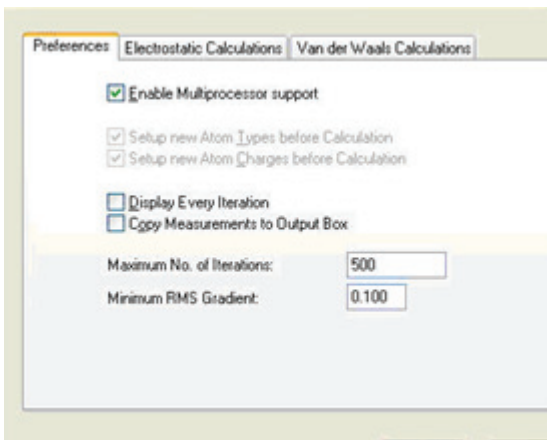 Preferences Electrostatic Calculations Van der Waals Calculations
Enable Multiprocessor support
Setup new Atom Types before Calculation
Setup new Atom Charges before Calculation
Display Every Iteration
Copy Measurements to Output Box
Maximum No. of Iterations: 500
Minimum RMS Gradient: 0.100